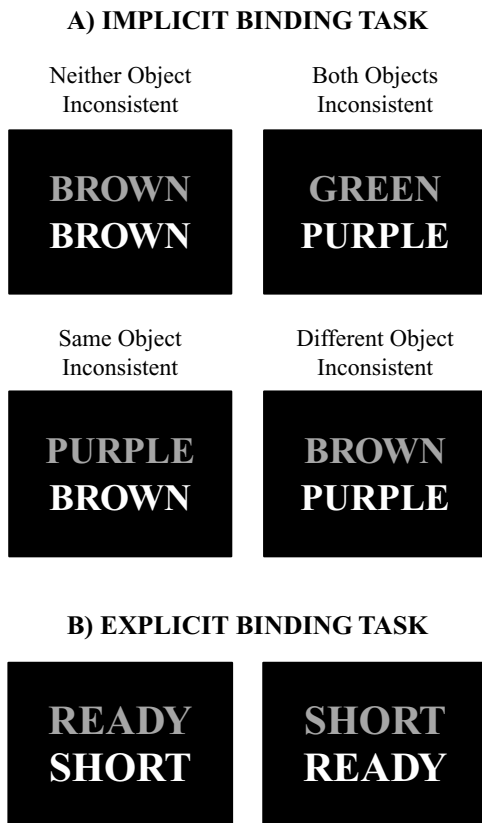 A) IMPLICIT BINDING TASK
Neither Object
Inconsistent
BROWN
BROWN
Both Objects
Inconsistent
GREEN
PURPLE
Same Object
Inconsistent
PURPLE
BROWN
Different Object
Inconsistent
BROWN
PURPLE
B) EXPLICIT BINDING TASK
READY
SHORT
SHORT
READY